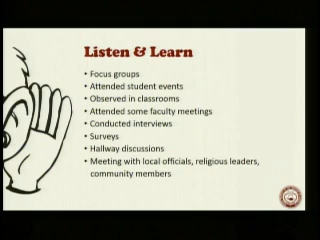 Listen & Learn
• Focus groups
• Attended student events
• Observed in classrooms
• Attended some faculty meetings
• Conducted interviews
• Surveys
• Hallway discussions
• Meeting with local officials, religious leaders,
community members